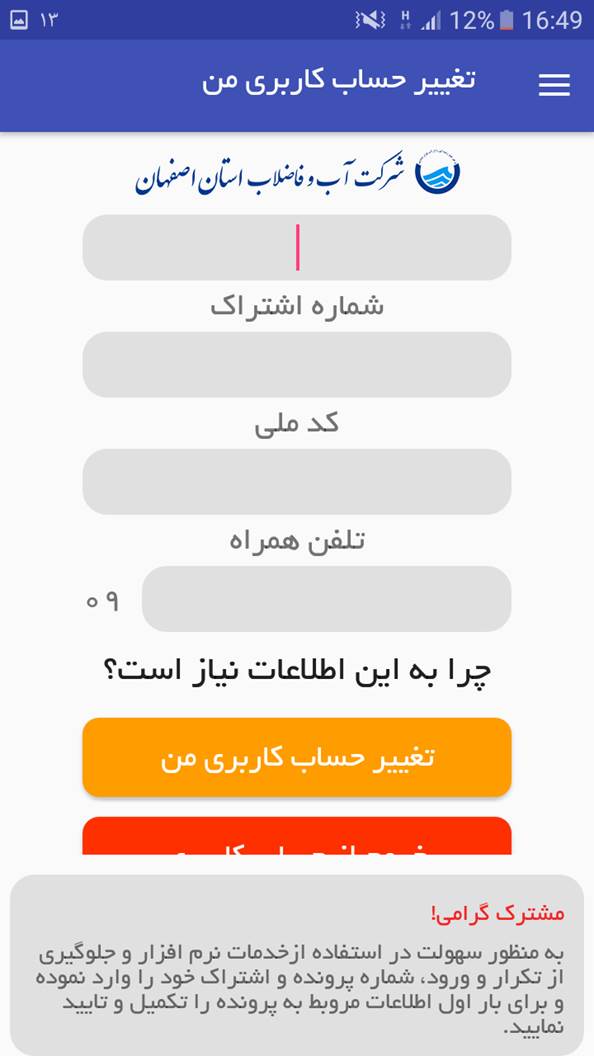 ۱۳ H 12% 16:49
تغییر حساب کاربری من
شرکت آب و فاضلاب استان اصفهان
شماره اشتراک
کد ملی
تلفن همراه
۰۹
چرا به این اطلاعات نیاز است؟
تغییر حساب کاربری من
مشترک گرامی!
به منظور سهولت در استفاده ازخدمات نرم افزار و جلوگیری
از تکرار و ورود، شماره پرونده و اشتراک خود را وارد نموده
و برای بار اول اطلاعات مربوط به پرونده را تکمیل و تایید
نمایید.